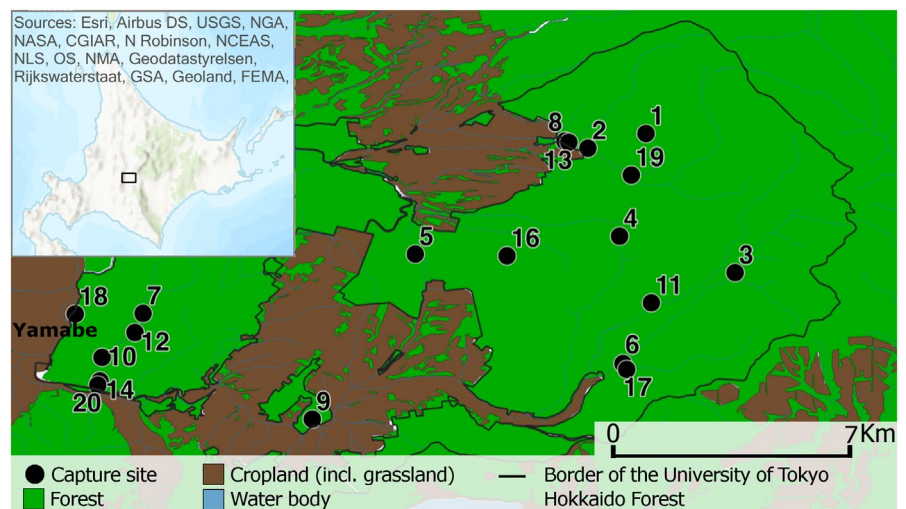 Sources: Esri, Airbus DS, USGS, NGA,
NASA, CGIAR, N Robinson, NCEAS,
NLS, OS, NMA, Geodatastyrelsen,
Rijkswaterstaat, GSA, Geoland, FEMA,
8
2
1
13
19
4
5
16
3
11
18
7
Yamabe
12
10
6
14
17
20
9
0
7Km
Capture site
Cropland (incl. grassland)
Border of the University of Tokyo
Hokkaido Forest
Forest
Water body